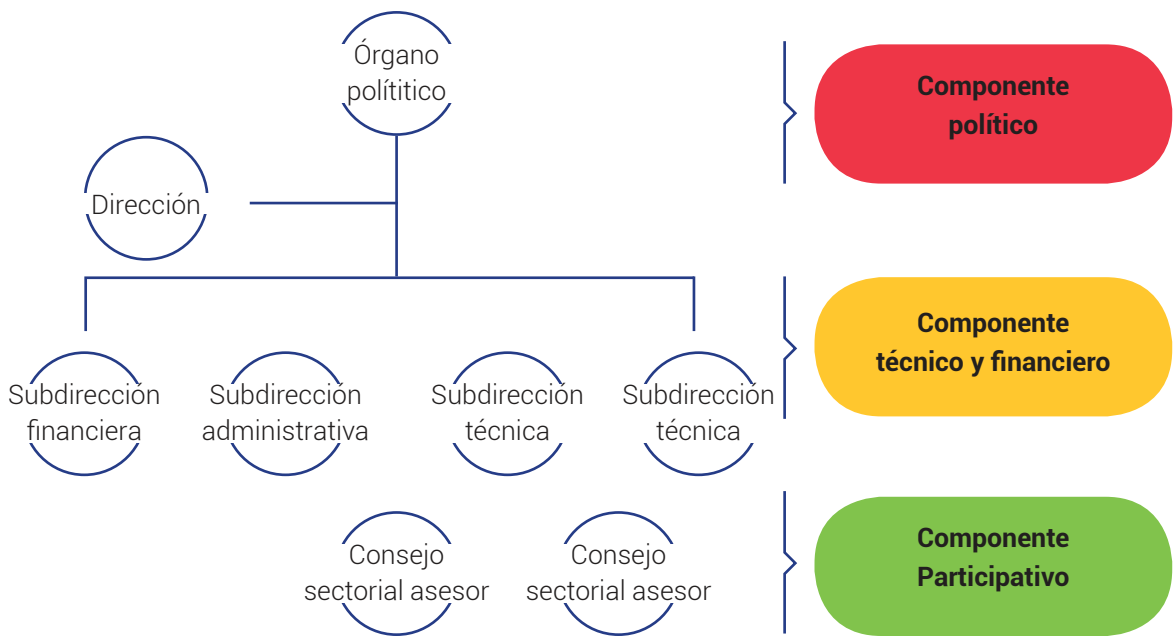 Órgano
polítitico
Componente
político
Dirección
Subdirección
financiera
Subdirección
administrativa
Subdirección
técnica
Subdirección
técnica
Componente
técnico y financiero
Consejo
sectorial asesor
Consejo
sectorial asesor
Componente
Participativo